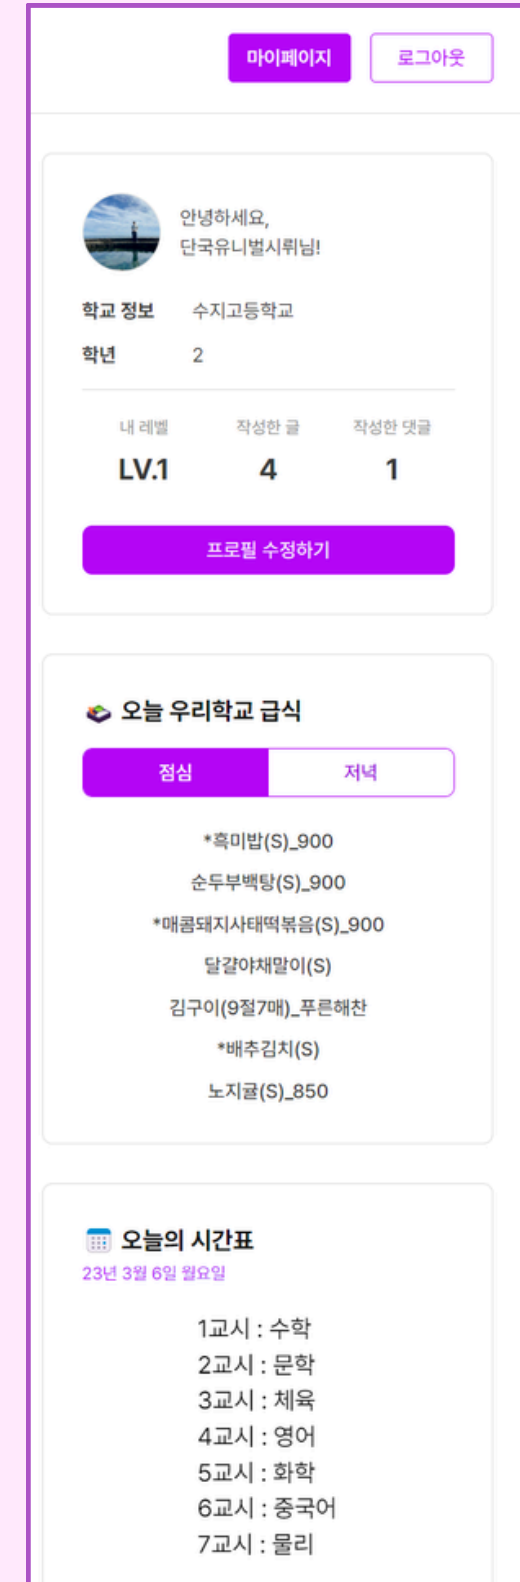 마이페이지 로그아웃
안녕하세요,
단국유니벌시뤼님!
학교 정보 수지고등학교
학년 2
내 레벨 작성한 글 작성한 댓글
LV.1 4 1
프로필 수정하기
오늘 우리학교 급식
점심 저녁
*흑미밥(S)_900
순두부백탕(S)_900
*매콤돼지사태떡볶음(S)_900
달걀야채말이(S)
김구이(9절7매)_푸른해찬
*배추김치(S)
노지귤(S)_850
오늘의 시간표
23년 3월 6일 월요일
1교시 : 수학
2교시 : 문학
3교시 : 체육
4교시 : 영어
5교시 : 화학
6교시 : 중국어
7교시 : 물리